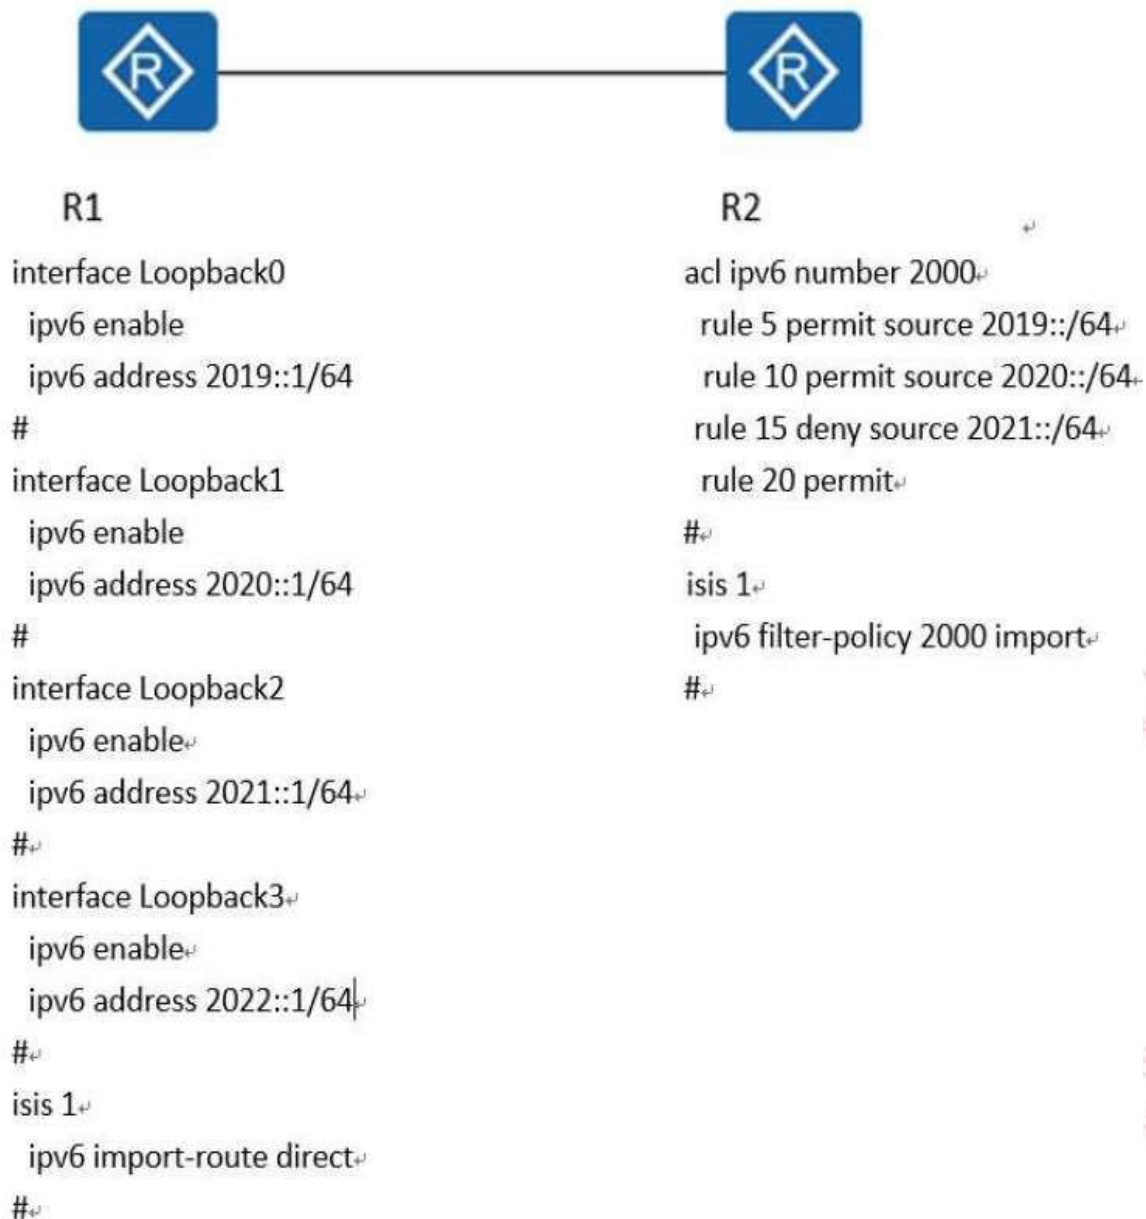 R
R
R1
interface Loopback0
ipv6 enable
ipv6 address 2019::1/64
#
interface Loopback1
ipv6 enable
ipv6 address 2020::1/64
#
interface Loopback2
ipv6 enable
ipv6 address 2021::1/64
#
interface Loopback3
ipv6 enable
ipv6 address 2022::1/64
#
isis 1
ipv6 import-route direct
#
R2
acl ipv6 number 2000
rule 5 permit source 2019::/64
rule 10 permit source 2020::/64
rule 15 deny source 2021::/64
rule 20 permit
#
isis 1
ipv6 filter-policy 2000 import
#